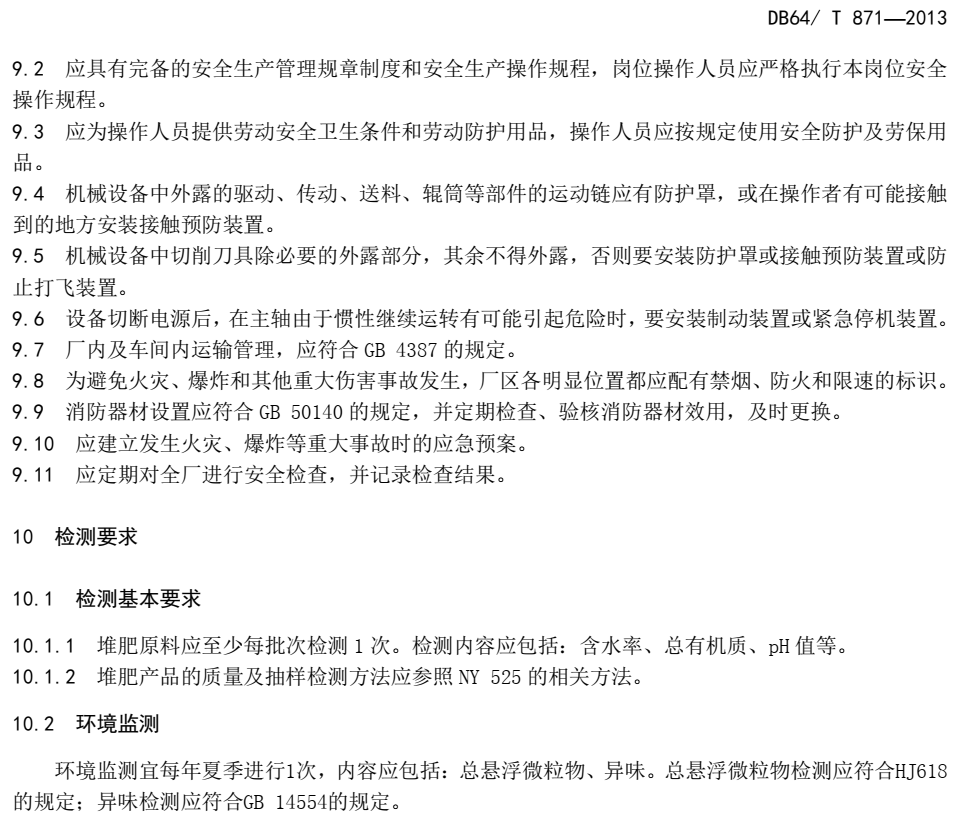 DB64/ T 871—2013
9.2 应具有完备的安全生产管理规章制度和安全生产操作规程，岗位操作人员应严格执行本岗位安全
操作规程。
9.3 应为操作人员提供劳动安全卫生条件和劳动防护用品，操作人员应按规定使用安全防护及劳保用
品。
9.4 机械设备中外露的驱动、传动、送料、辊筒等部件的运动链应有防护罩，或在操作者有可能接触
到的地方安装接触预防装置。
9.5 机械设备中切削刀具除必要的外露部分，其余不得外露，否则要安装防护罩或接触预防装置或防
止打飞装置。
9.6 设备切断电源后，在主轴由于惯性继续运转有可能引起危险时，要安装制动装置或紧急停机装置。
9.7 厂内及车间内运输管理，应符合 GB 4387 的规定。
9.8 为避免火灾、爆炸和其他重大伤害事故发生，厂区各明显位置都应配有禁烟、防火和限速的标识。
9.9 消防器材设置应符合 GB 50140 的规定，并定期检查、验核消防器材效用，及时更换。
9.10 应建立发生火灾、爆炸等重大事故时的应急预案。
9.11 应定期对全厂进行安全检查，并记录检查结果。
10 检测要求
10.1 检测基本要求
10.1.1 堆肥原料应至少每批次检测 1 次。检测内容应包括：含水率、总有机质、pH 值等。
10.1.2 堆肥产品的质量及抽样检测方法应参照 NY 525 的相关方法。
10.2 环境监测
环境监测宜每年夏季进行1次，内容应包括：总悬浮微粒物、异味。总悬浮微粒物检测应符合HJ618
的规定；异味检测应符合GB 14554的规定。